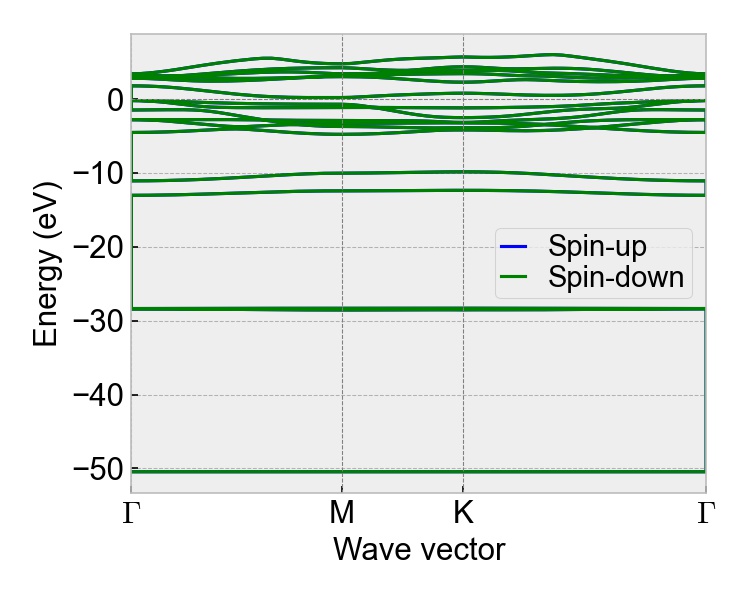 0
−10
−20
−30
−40
−50
Energy (eV)
Spin-up
Spin-down
Γ M K Γ
Wave vector